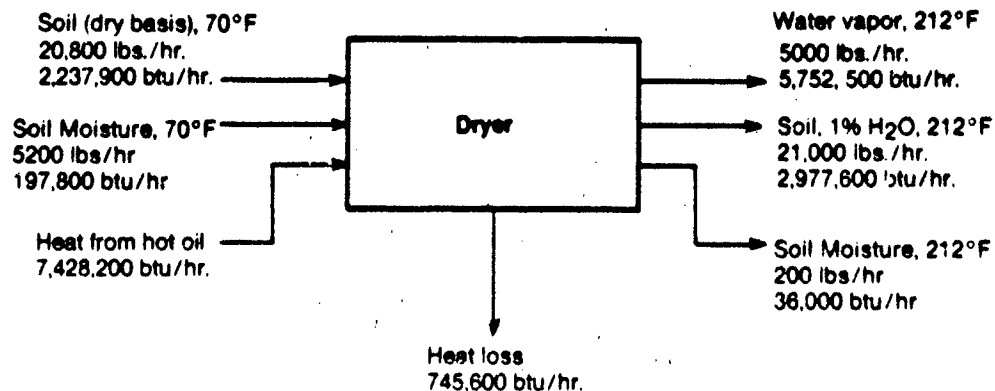 Soil (dry basis), 70°F
20,800 lbs./hr.
2,237,900 btu/hr.
Soil Moisture, 70°F
5200 lbs/hr
197,800 btu/hr
Heat from hot oil
7,428,200 btu/hr.
Dryer
Water vapor, 212°F
5000 lbs./hr.
5,752, 500 btu/hr.
Soil, 1% H₂O, 212°F
21,000 lbs./hr.
2,977,600 btu/hr.
Soil Moisture, 212°F
200 lbs/hr
36,000 btu/hr
Heat loss
745,600 btu/hr.